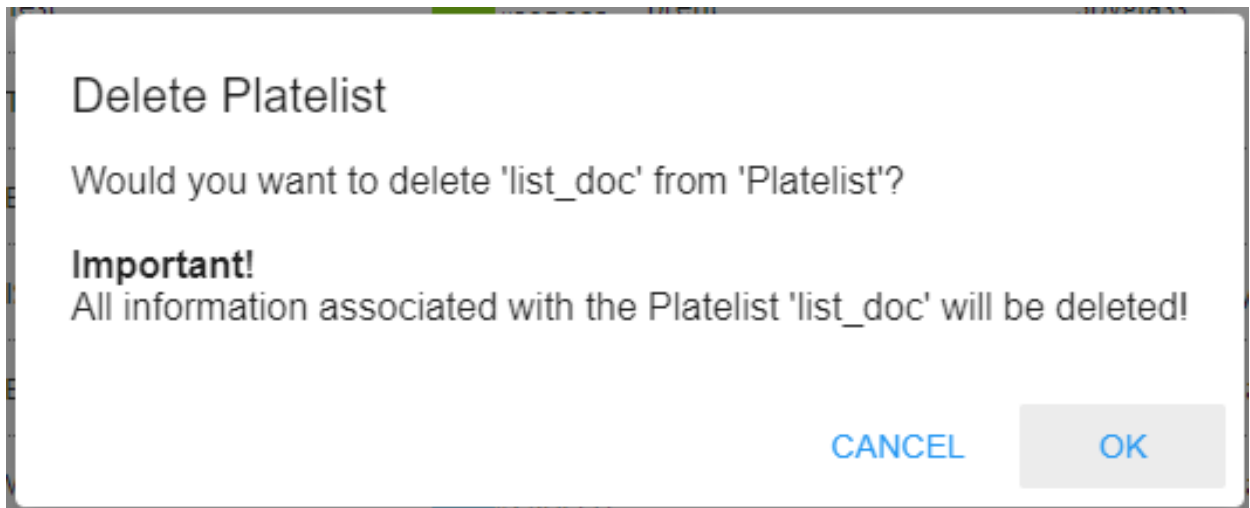 Delete Platelist
Would you want to delete 'list_doc' from 'Platelist'?
Important!
All information associated with the Platelist 'list_doc' will be deleted!
CANCEL
OK